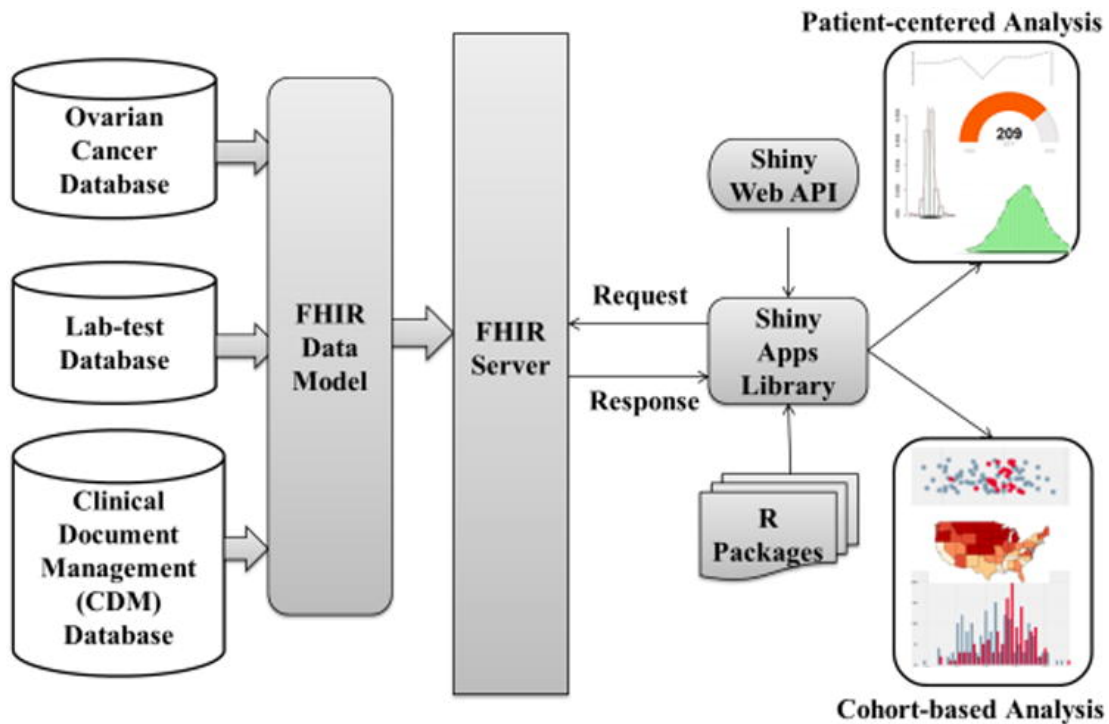 Patient-centered Analysis
Ovarian
Cancer
Database
209
Shiny
Web API
Lab-test
Database
FHIR
Data
Model
FHIR
Server
Request
Response
Shiny
Apps
Library
Clinical
Document
Management
(CDM)
Database
R
Packages
Cohort-based Analysis